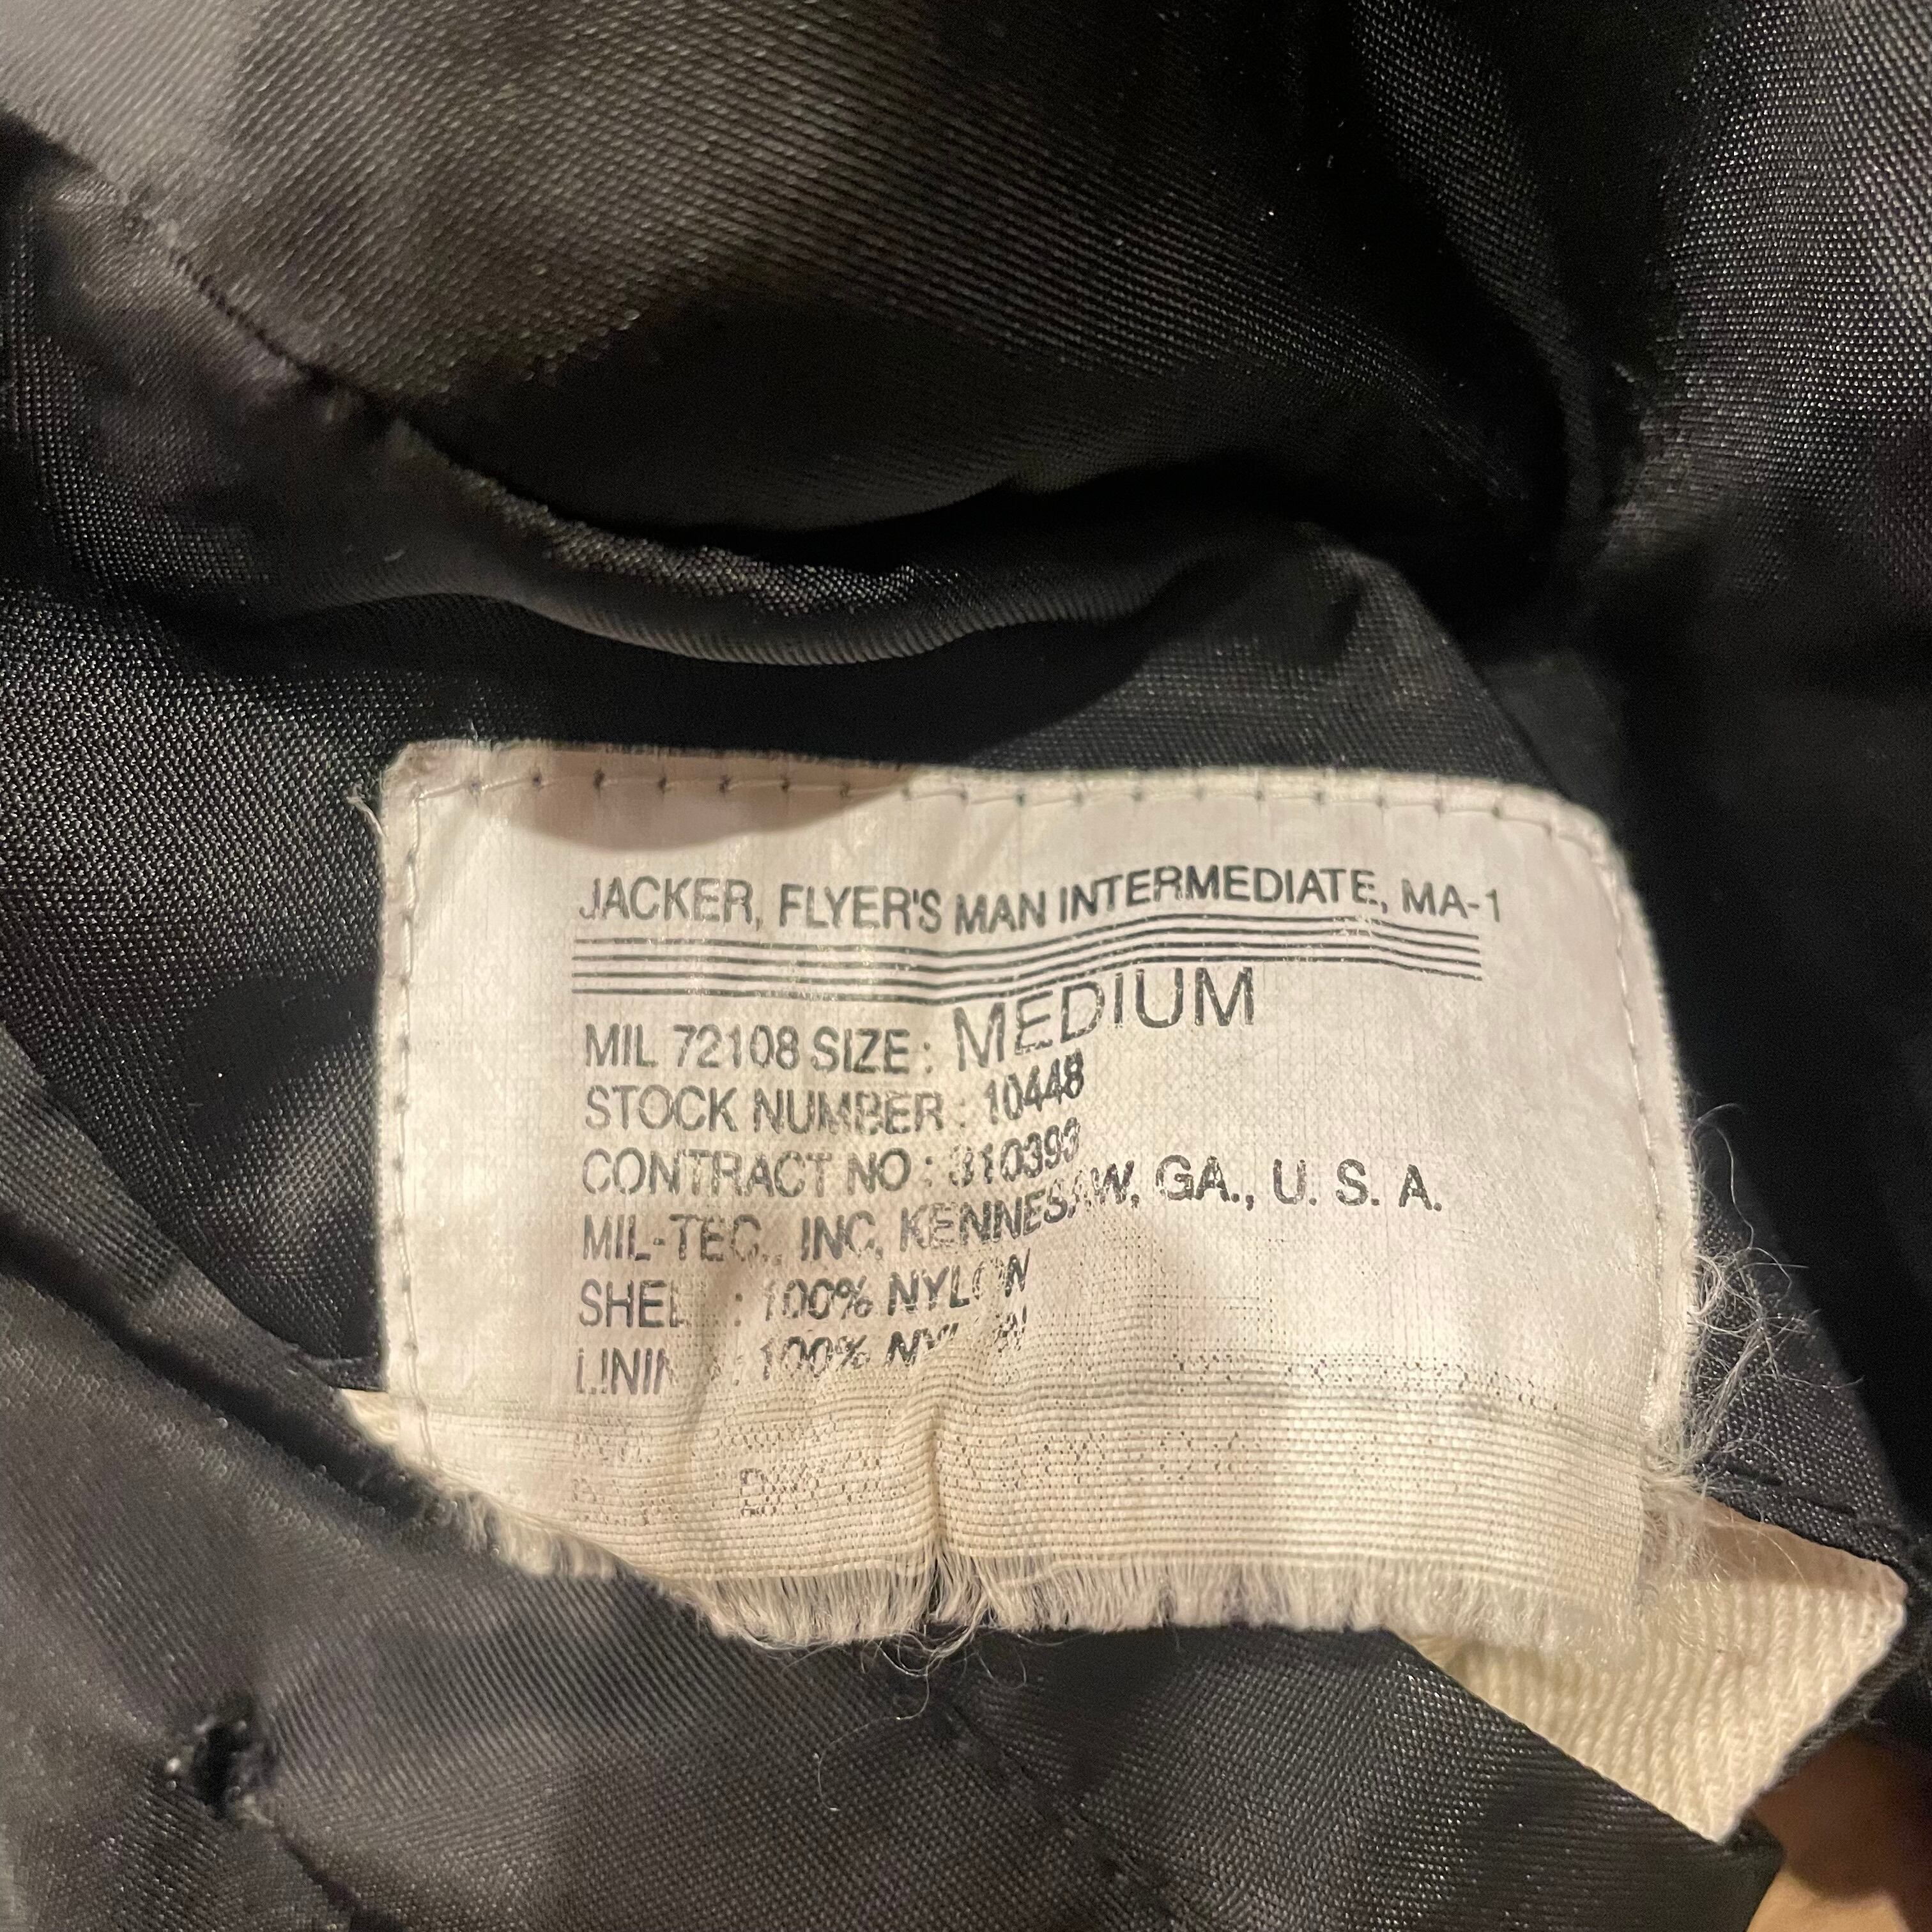 JACKER, FLYER'S MAN INTERMEDIATE, MA-1
MIL 72108 SIZE : MEDIUM
STOCK NUMBER : 10448
CONTRACT NO : 310393
MIL-TEC., INC, KENNESAW, GA., U. S. A.
SHELL : 100% NYLON
LINING : 100% NYLON